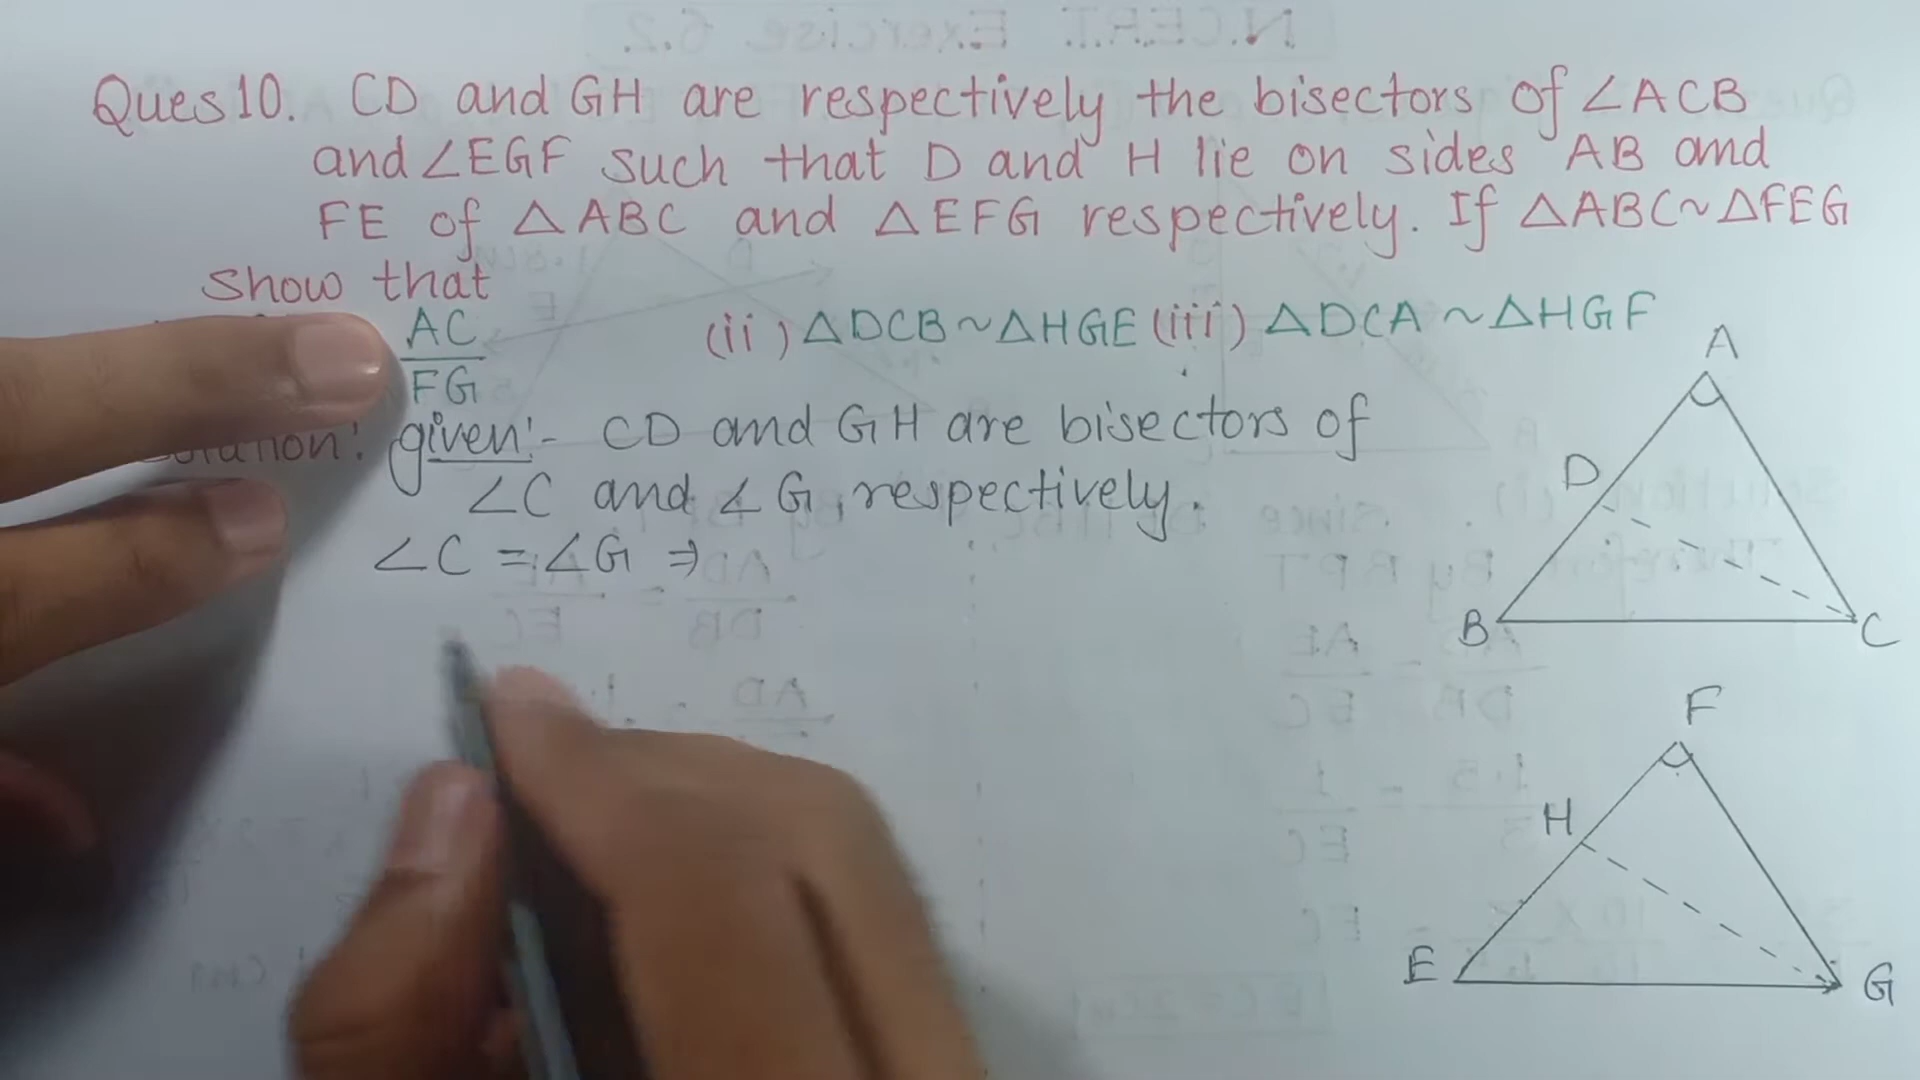 Ques 10. CD and GH are respectively the bisectors of ∠ACB
and ∠EGF such that D and H lie on sides AB and
FE of △ABC and △EFG respectively. If △ABC ~ △FEG
show that
AC
FG
(ii) △DCB ~ △HGE (iii) △DCA ~ △HGF
given:- CD and GH are bisectors of
∠C and ∠G, respectively.
∠C = ∠G ⇒
A
D
B
C
F
H
E
G